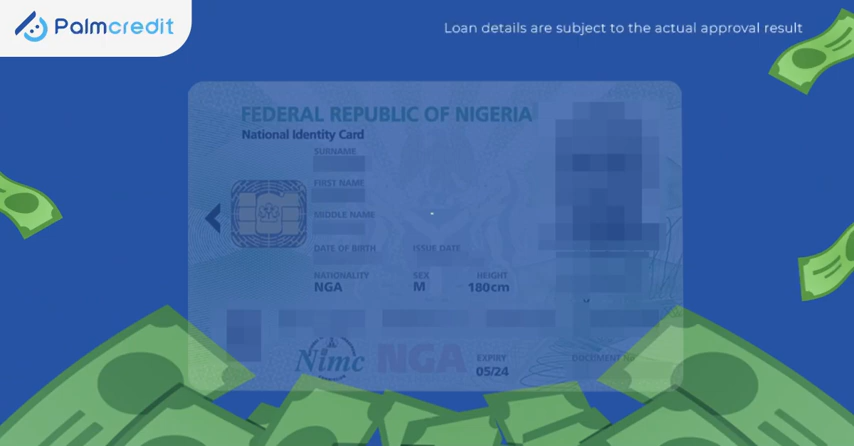 Palmcredit
Loan details are subject to the actual approval result
FEDERAL REPUBLIC OF NIGERIA
National Identity Card
SURNAME
FIRST NAME
MIDDLE NAME
DATE OF BIRTH ISSUE DATE
NATIONALITY SEX HEIGHT
NGA M 180cm
Nimc NGA
EXPIRY DOCUMENT NO
05/24